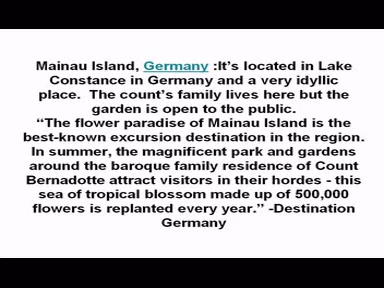 Mainau Island, Germany :It’s located in Lake
Constance in Germany and a very idyllic
place.  The count’s family lives here but the
garden is open to the public.
“The flower paradise of Mainau Island is the
best-known excursion destination in the region.
In summer, the magnificent park and gardens
around the baroque family residence of Count
Bernadotte attract visitors in their hordes - this
sea of tropical blossom made up of 500,000
flowers is replanted every year.” -Destination
Germany